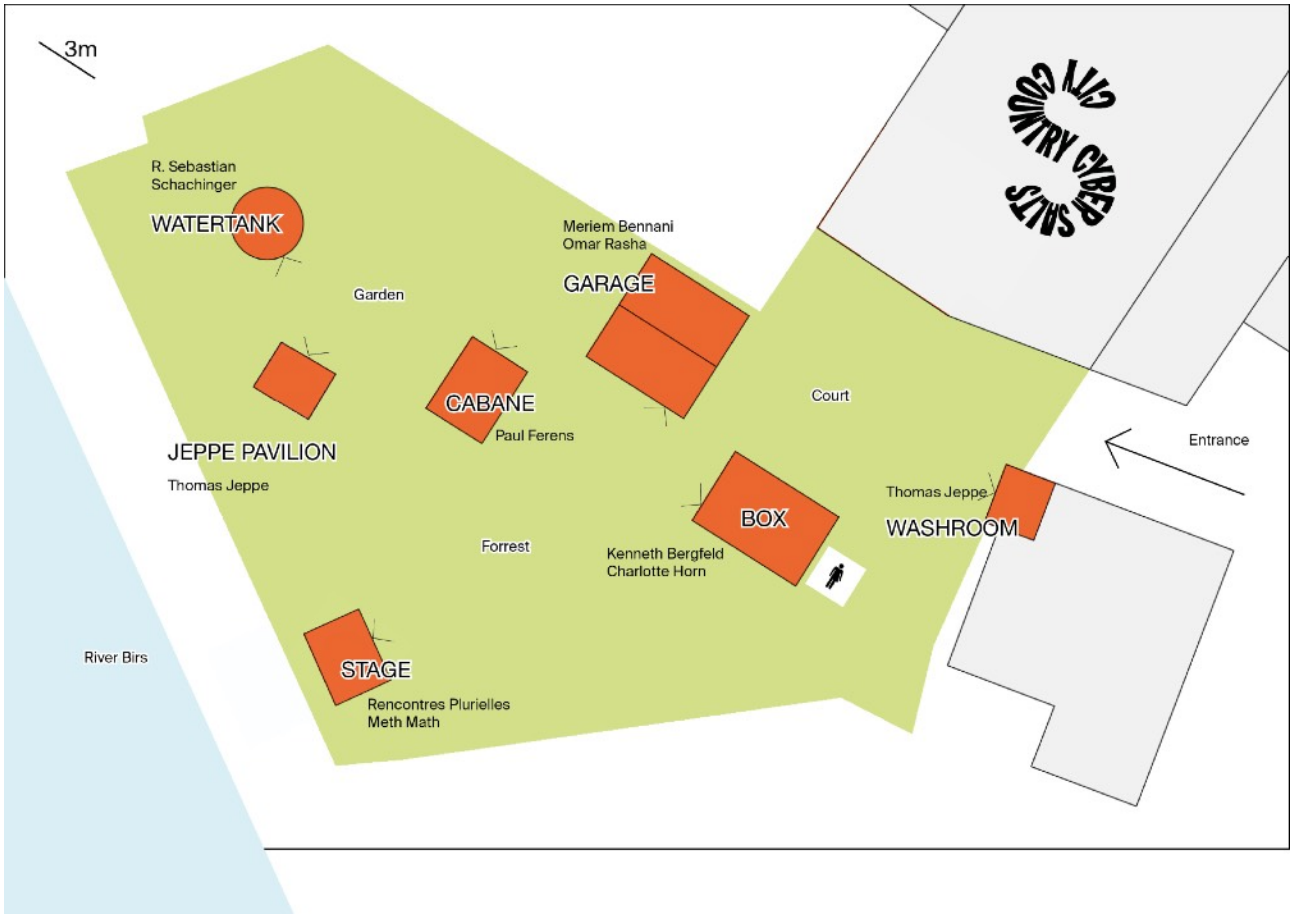 3m
CITY COUNTRY CYBER SALTS
R. Sebastian
Schachinger
WATERTANK
Garden
Meriem Bennani
Omar Rasha
GARAGE
Court
CABANE
Paul Ferens
JEPPE PAVILION
Thomas Jeppe
Entrance
Thomas Jeppe
WASHROOM
BOX
Kenneth Bergfeld
Charlotte Horn
Forrest
River Birs
STAGE
Rencontres Plurielles
Meth Math